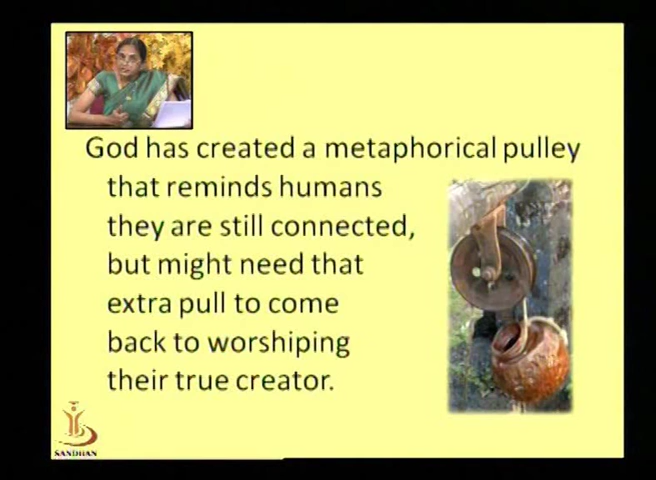 God has created a metaphorical pulley
that reminds humans
they are still connected,
but might need that
extra pull to come
back to worshiping
their true creator.
SANDHAN